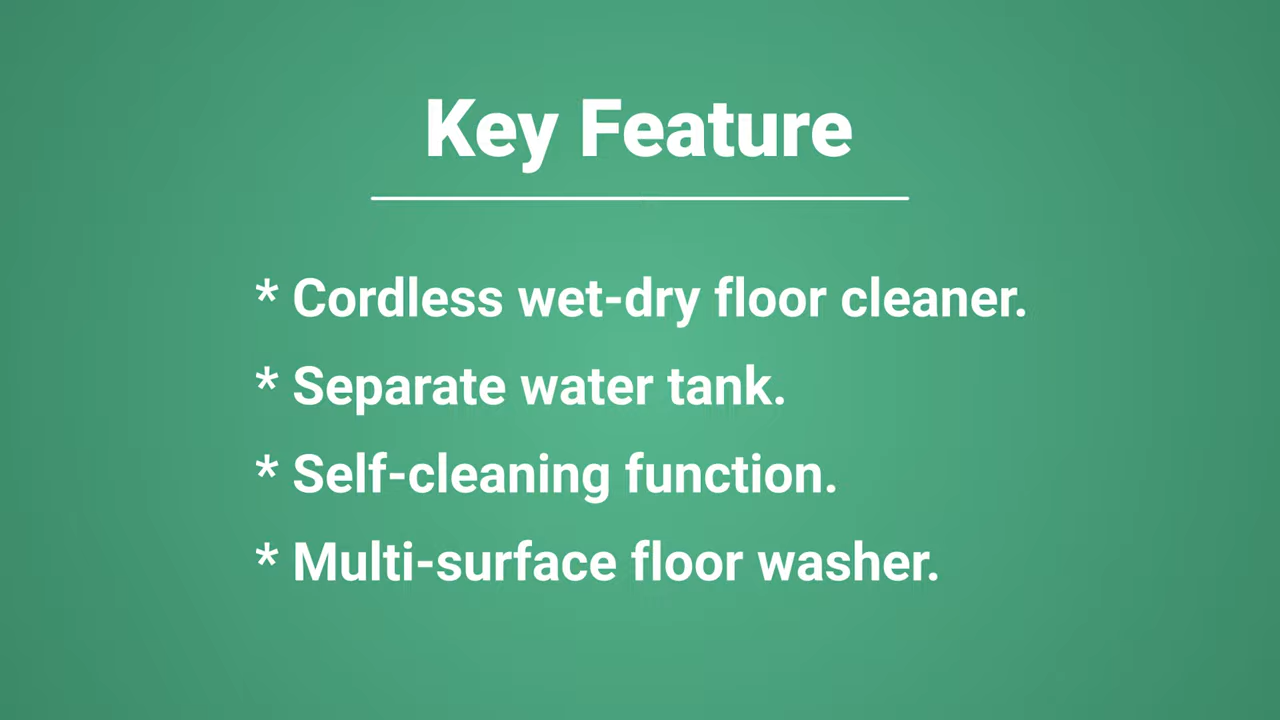 Key Feature
* Cordless wet-dry floor cleaner.
* Separate water tank.
* Self-cleaning function.
* Multi-surface floor washer.